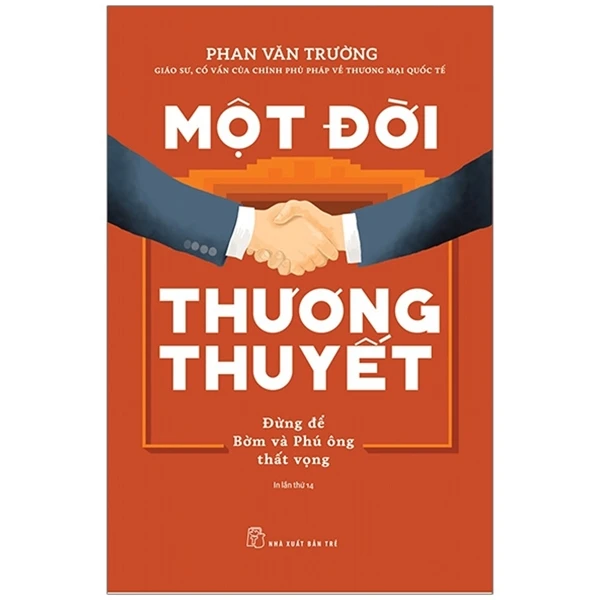 PHAN VĂN TRƯỜNG
GIÁO SƯ, CỐ VẤN CỦA CHÍNH PHỦ PHÁP VỀ THƯƠNG MẠI QUỐC TẾ
MỘT ĐỜI
THƯƠNG
THUYẾT
Đừng để
Bờm và Phú ông
thất vọng
In lần thứ 14
NHÀ XUẤT BẢN TRẺ